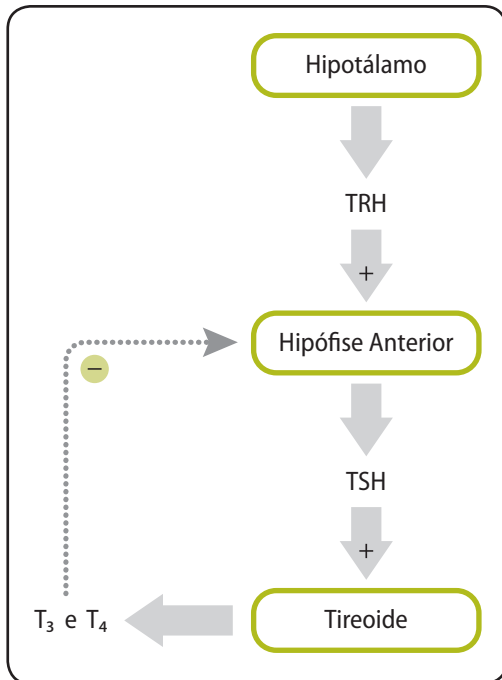 Hipotálamo
TRH
+
Hipófise Anterior
−
TSH
+
T₃ e T₄
Tireoide